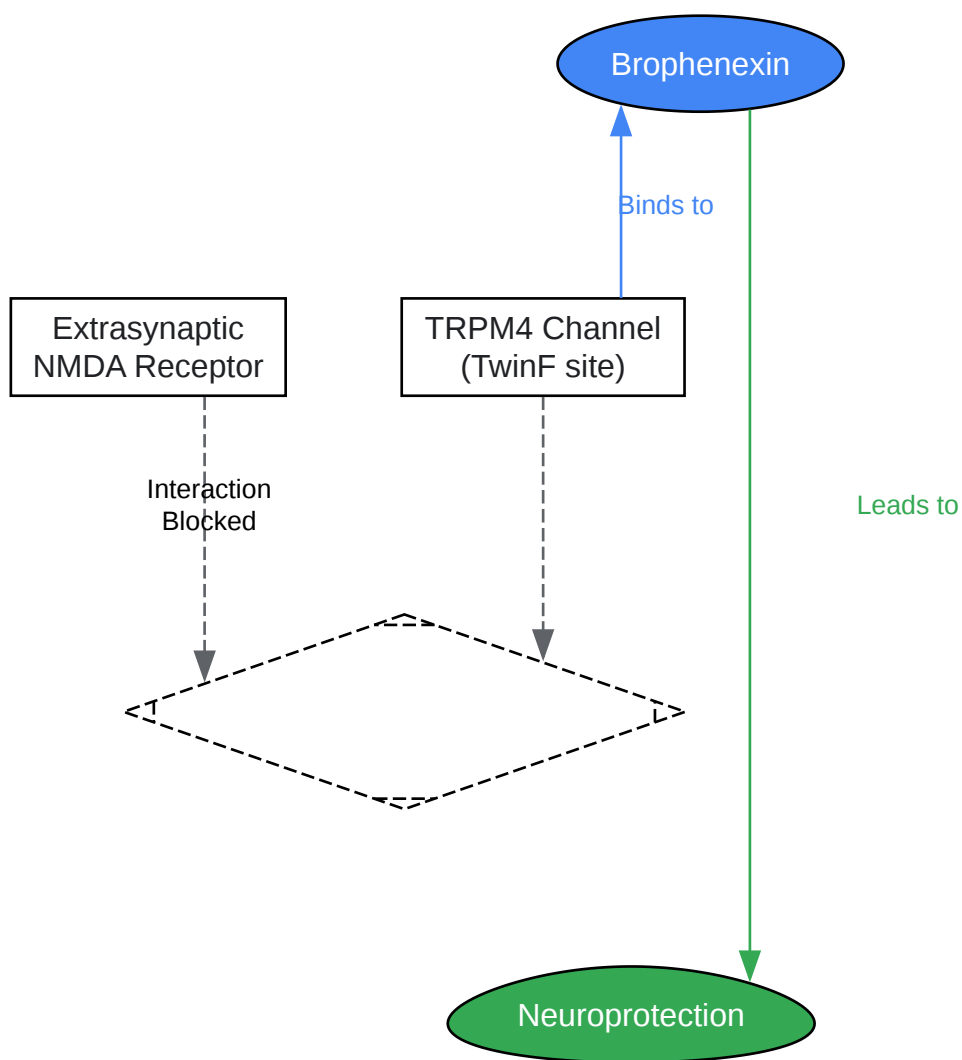 Brophenexin
Binds to
Extrasynaptic
NMDA Receptor
TRPM4 Channel
(TwinF site)
Interaction
Blocked
Leads to
Neuroprotection